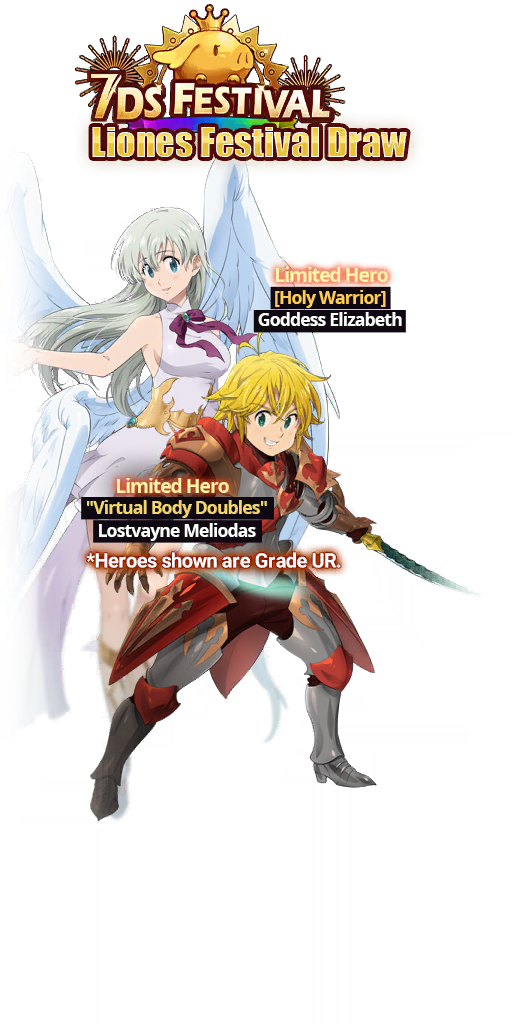 7DS FESTIVAL
Liones Festival Draw
Limited Hero
[Holy Warrior]
Goddess Elizabeth
Limited Hero
"Virtual Body Doubles"
Lostvayne Meliodas
*Heroes shown are Grade UR.